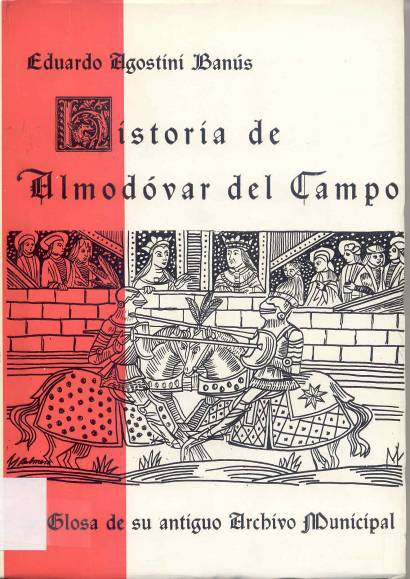 Eduardo Agostini Banús
Historia de
Almodóvar del Campo
Glosa de su antiguo Archivo Municipal